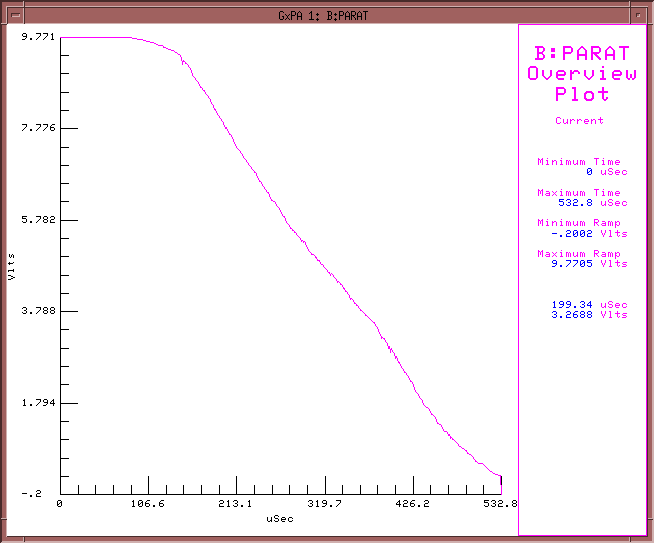 GxPA 1: B:PARAT
9.771
7.776
5.782
3.788
1.794
-.2
Vlts
0 106.6 213.1 319.7 426.2 532.8
uSec
B:PARAT
Overview
Plot
Current
Minimum Time
0 uSec
Maximum Time
532.8 uSec
Minimum Ramp
-.2002 Vlts
Maximum Ramp
9.7705 Vlts
199.34 uSec
3.2688 Vlts